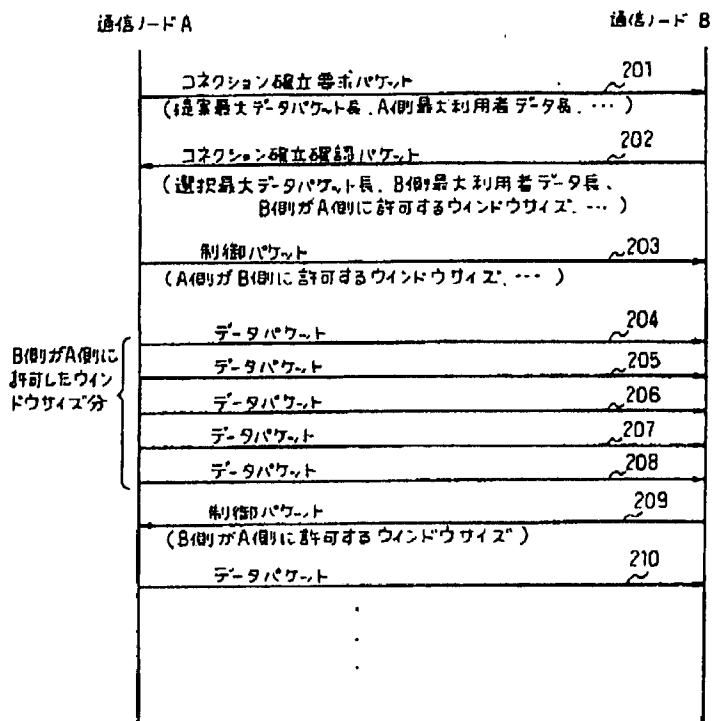 通信ノードA
通信ノード B
コネクション確立要求パケット
201
(提案最大データパケット長、A側最大利用者データ長、…)
202
コネクション確立確認パケット
(選択最大データパケット長、B側最大利用者データ長、
B側がA側に許可するウィンドウサイズ、…)
制御パケット
203
(A側がB側に許可するウィンドウサイズ、…)
データパケット
204
B側がA側に
許可したウィン
ドウサイズ分
データパケット
205
データパケット
206
データパケット
207
データパケット
208
制御パケット
209
(B側がA側に許可するウィンドウサイズ)
データパケット
210